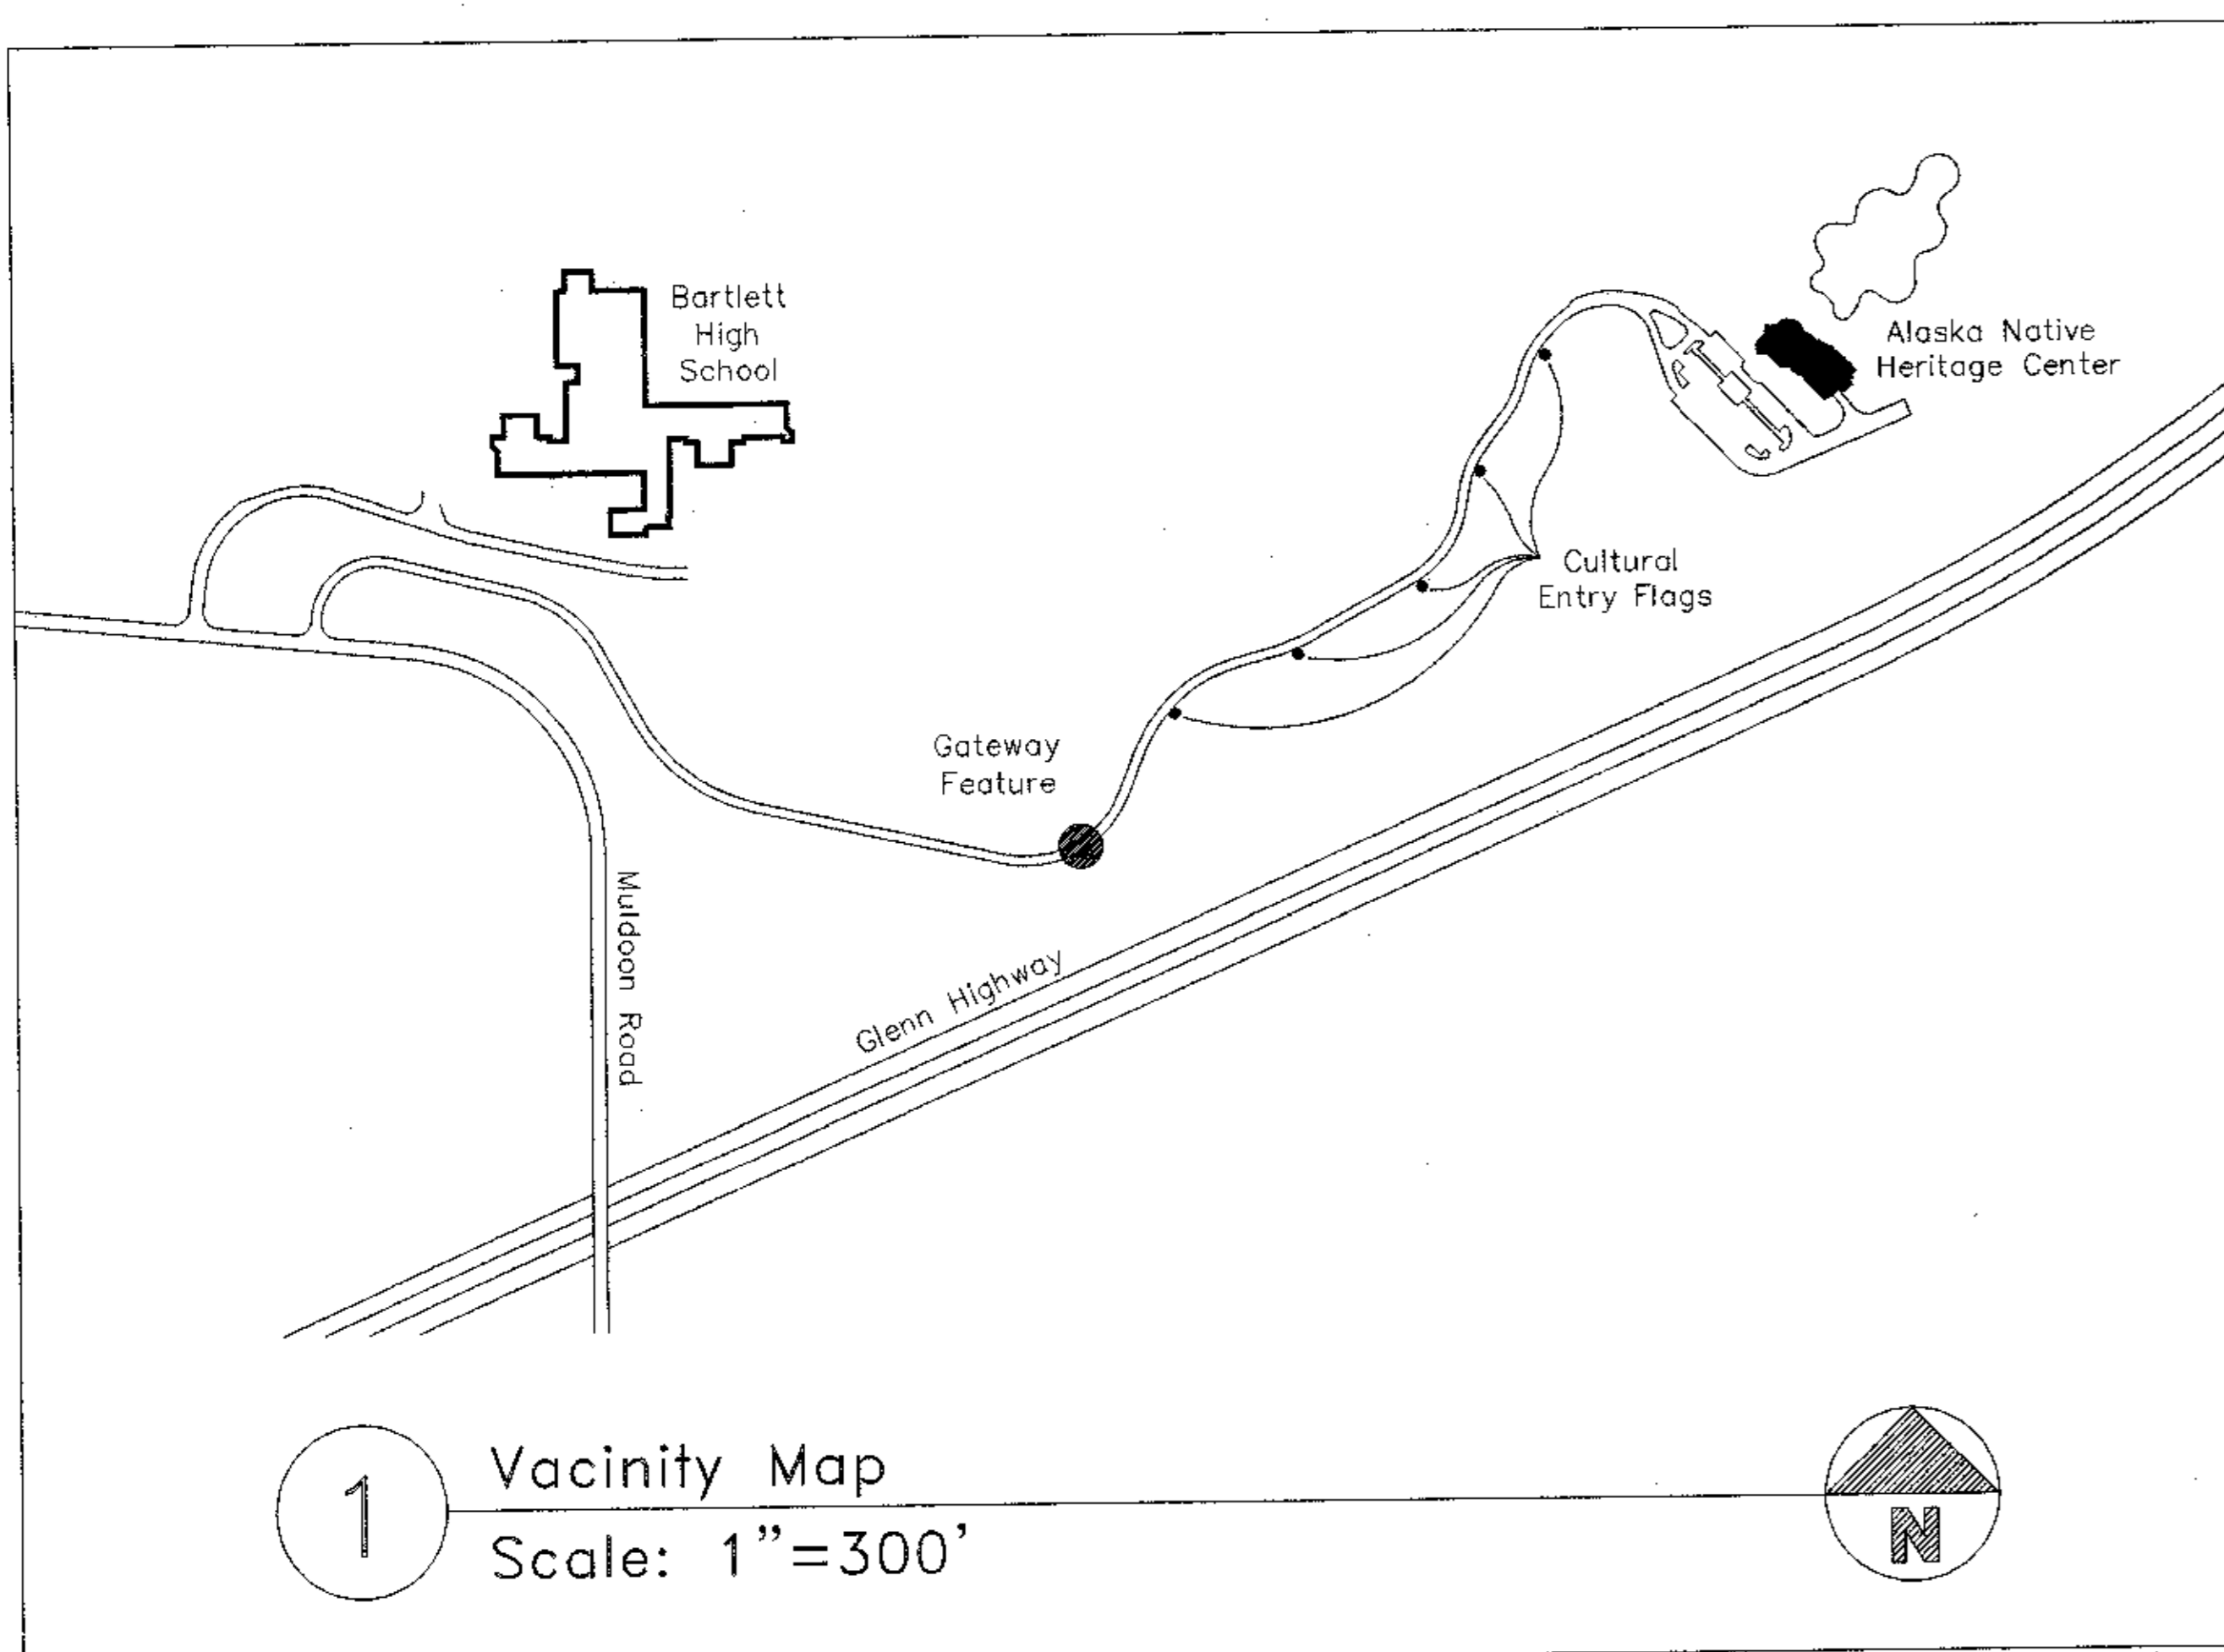 Bartlett
High
School
Alaska Native
Heritage Center
Cultural
Entry Flags
Gateway
Feature
Muldoon Road
Glenn Highway
1
Vacinity Map
Scale: 1"=300'
N